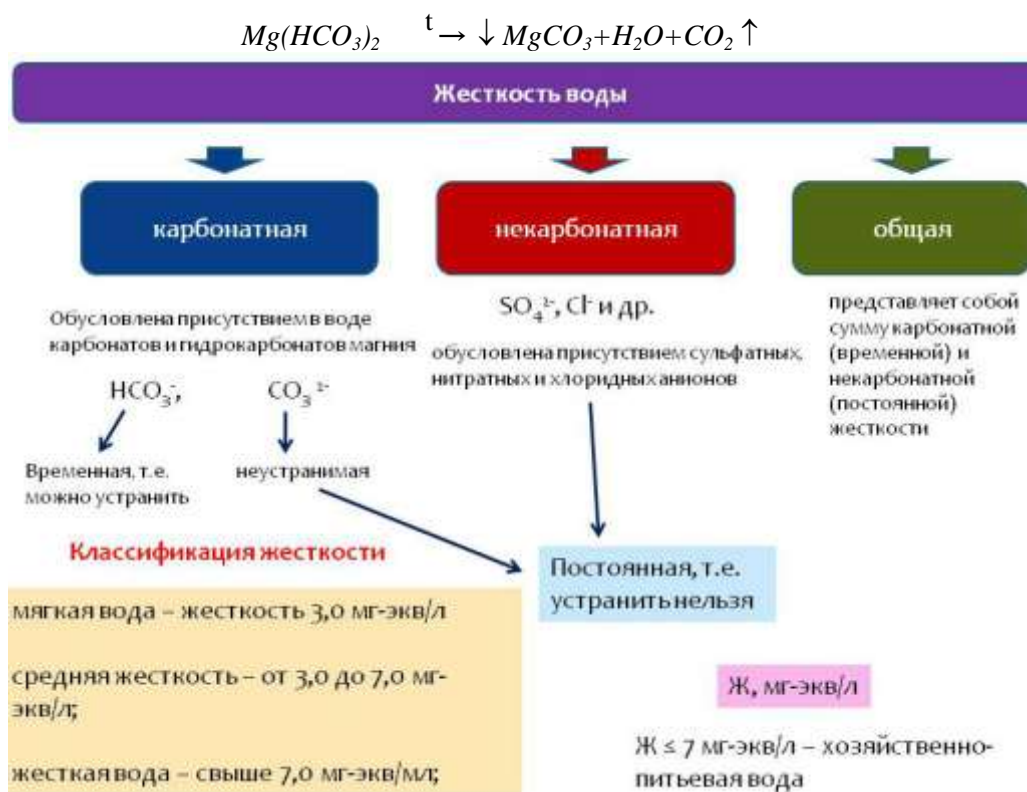 Mg(HCO₃)₂ t → ↓ MgCO₃+H₂O+CO₂ ↑
Жесткость воды
карбонатная
некарбонатная
общая
Обусловлена присутствием в воде
карбонатов и гидрокарбонатов магния
HCO₃⁻,
CO₃²⁻
Временная, т.е.
можно устранить
неустранимая
SO₄²⁻, Cl⁻ и др.
обусловлена присутствием сульфатных,
нитратных и хлоридных анионов
представляет собой
сумму карбонатной
(временной) и
некарбонатной
(постоянной)
жесткости
Классификация жесткости
Постоянная, т.е.
устранить нельзя
мягкая вода – жесткость 3,0 мг-экв/л
средняя жесткость – от 3,0 до 7,0 мг-
экв/л;
жесткая вода – свыше 7,0 мг-экв/мл;
Ж, мг-экв/л
Ж ≤ 7 мг-экв/л – хозяйственно-
питьевая вода